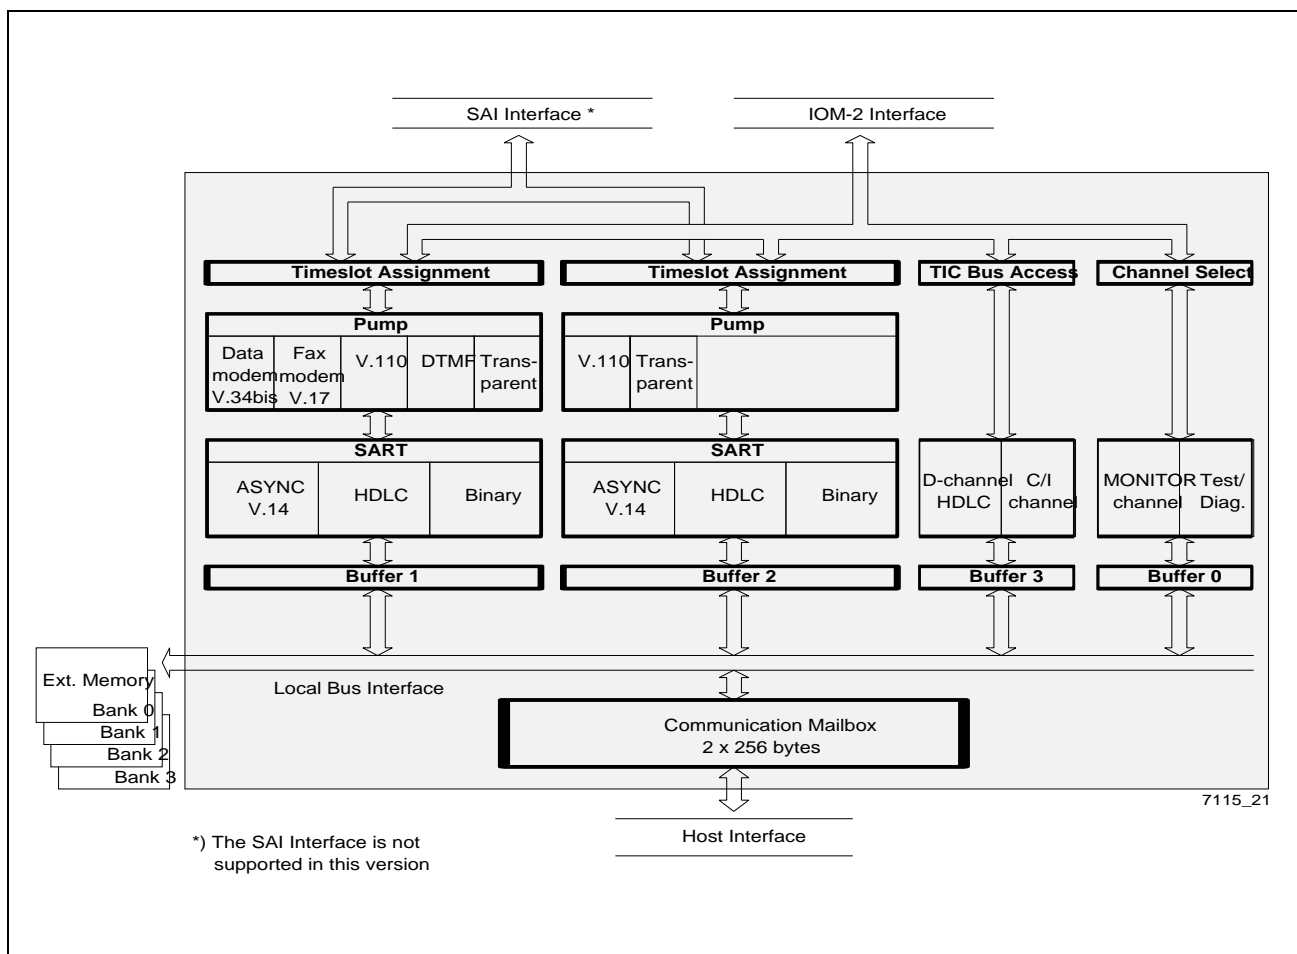 SAI Interface *
IOM-2 Interface
Timeslot Assignment
Timeslot Assignment
TIC Bus Access
Channel Select
Pump
Data
modem
V.34bis
Fax
modem
V.17
V.110
DTMF
Trans-
parent
Pump
V.110
Trans-
parent
SART
ASYNC
V.14
HDLC
Binary
SART
ASYNC
V.14
HDLC
Binary
D-channel
HDLC
C/I
channel
MONITOR
channel
Test/
Diag.
Buffer 1
Buffer 2
Buffer 3
Buffer 0
Ext. Memory
Bank 0
Bank 1
Bank 2
Bank 3
Local Bus Interface
Communication Mailbox
2 x 256 bytes
7115_21
Host Interface
*) The SAI Interface is not
supported in this version